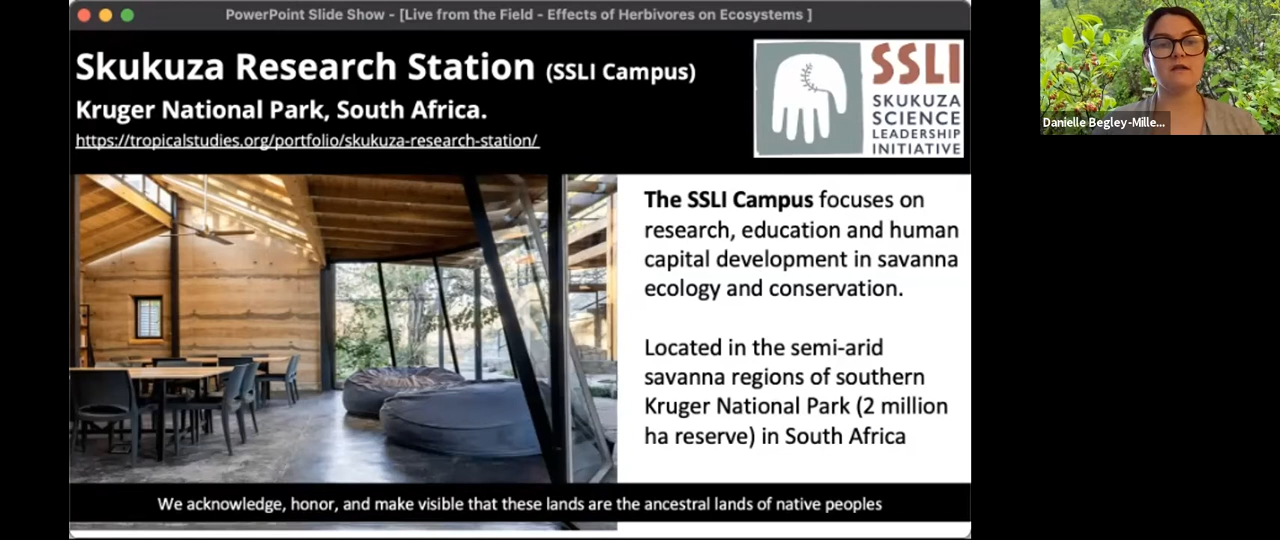 PowerPoint Slide Show - [Live from the Field - Effects of Herbivores on Ecosystems ]
Skukuza Research Station (SSLI Campus)
Kruger National Park, South Africa.
https://tropicalstudies.org/portfolio/skukuza-research-station/
SSLI
SKUKUZA
SCIENCE
LEADERSHIP
INITIATIVE
Danielle Begley-Mille...
The SSLI Campus focuses on
research, education and human
capital development in savanna
ecology and conservation.
Located in the semi-arid
savanna regions of southern
Kruger National Park (2 million
ha reserve) in South Africa
We acknowledge, honor, and make visible that these lands are the ancestral lands of native peoples